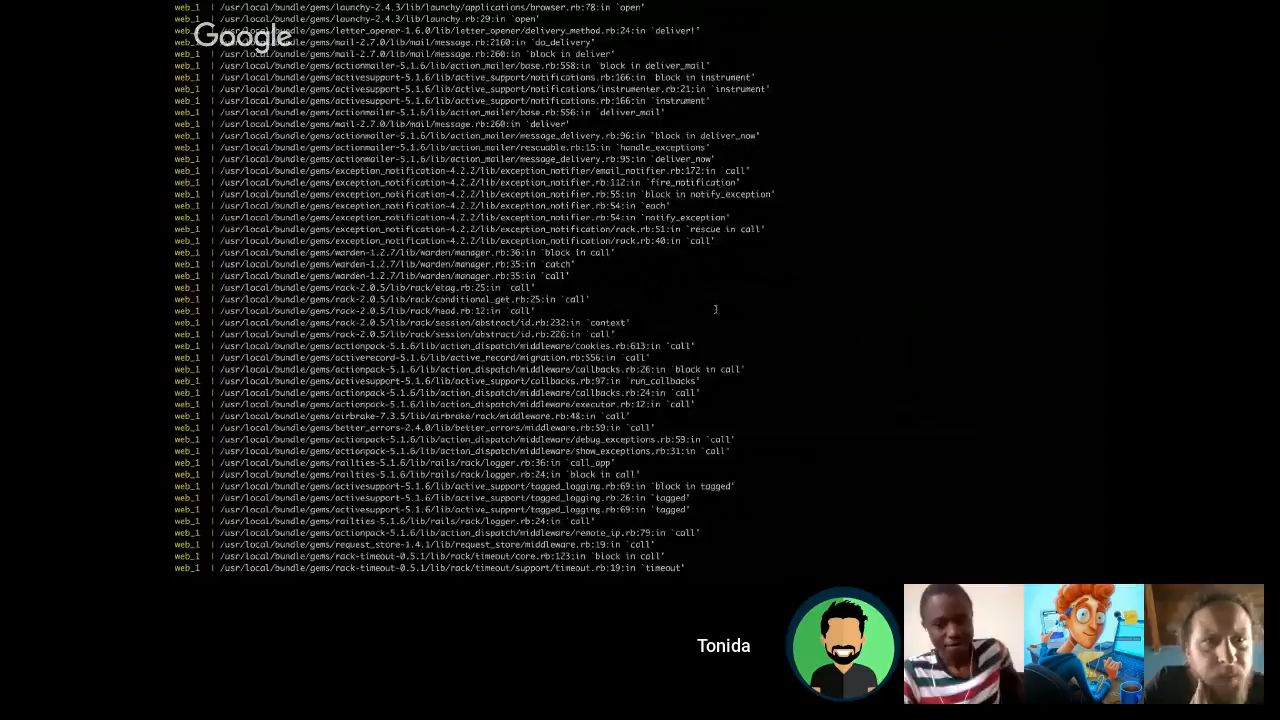 web_1 | /usr/local/bundle/gems/launchy-2.4.3/lib/launchy/applications/browser.rb:78:in `open'
web_1 | /usr/local/bundle/gems/launchy-2.4.3/lib/launchy.rb:29:in `open'
web_1 | /usr/local/bundle/gems/letter_opener-1.6.0/lib/letter_opener/delivery_method.rb:24:in `deliver!'
Google
web_1 | /usr/local/bundle/gems/mail-2.7.0/lib/mail/message.rb:2160:in `do_delivery'
web_1 | /usr/local/bundle/gems/mail-2.7.0/lib/mail/message.rb:260:in `block in deliver'
web_1 | /usr/local/bundle/gems/actionmailer-5.1.6/lib/action_mailer/base.rb:558:in `block in deliver_mail'
web_1 | /usr/local/bundle/gems/activesupport-5.1.6/lib/active_support/notifications.rb:166:in `block in instrument'
web_1 | /usr/local/bundle/gems/activesupport-5.1.6/lib/active_support/notifications/instrumenter.rb:21:in `instrument'
web_1 | /usr/local/bundle/gems/activesupport-5.1.6/lib/active_support/notifications.rb:166:in `instrument'
web_1 | /usr/local/bundle/gems/actionmailer-5.1.6/lib/action_mailer/base.rb:556:in `deliver_mail'
web_1 | /usr/local/bundle/gems/mail-2.7.0/lib/mail/message.rb:260:in `deliver'
web_1 | /usr/local/bundle/gems/actionmailer-5.1.6/lib/action_mailer/message_delivery.rb:96:in `block in deliver_now'
web_1 | /usr/local/bundle/gems/actionmailer-5.1.6/lib/action_mailer/rescuable.rb:15:in `handle_exceptions'
web_1 | /usr/local/bundle/gems/actionmailer-5.1.6/lib/action_mailer/message_delivery.rb:95:in `deliver_now'
web_1 | /usr/local/bundle/gems/exception_notification-4.2.2/lib/exception_notifier/email_notifier.rb:172:in `call'
web_1 | /usr/local/bundle/gems/exception_notification-4.2.2/lib/exception_notifier.rb:112:in `fire_notification'
web_1 | /usr/local/bundle/gems/exception_notification-4.2.2/lib/exception_notifier.rb:55:in `block in notify_exception'
web_1 | /usr/local/bundle/gems/exception_notification-4.2.2/lib/exception_notifier.rb:54:in `each'
web_1 | /usr/local/bundle/gems/exception_notification-4.2.2/lib/exception_notifier.rb:54:in `notify_exception'
web_1 | /usr/local/bundle/gems/exception_notification-4.2.2/lib/exception_notification/rack.rb:51:in `rescue in call'
web_1 | /usr/local/bundle/gems/exception_notification-4.2.2/lib/exception_notification/rack.rb:40:in `call'
web_1 | /usr/local/bundle/gems/warden-1.2.7/lib/warden/manager.rb:36:in `block in call'
web_1 | /usr/local/bundle/gems/warden-1.2.7/lib/warden/manager.rb:35:in `catch'
web_1 | /usr/local/bundle/gems/warden-1.2.7/lib/warden/manager.rb:35:in `call'
web_1 | /usr/local/bundle/gems/rack-2.0.5/lib/rack/etag.rb:25:in `call'
web_1 | /usr/local/bundle/gems/rack-2.0.5/lib/rack/conditional_get.rb:25:in `call'
web_1 | /usr/local/bundle/gems/rack-2.0.5/lib/rack/head.rb:12:in `call'
web_1 | /usr/local/bundle/gems/rack-2.0.5/lib/rack/session/abstract/id.rb:232:in `context'
web_1 | /usr/local/bundle/gems/rack-2.0.5/lib/rack/session/abstract/id.rb:226:in `call'
web_1 | /usr/local/bundle/gems/actionpack-5.1.6/lib/action_dispatch/middleware/cookies.rb:613:in `call'
web_1 | /usr/local/bundle/gems/activerecord-5.1.6/lib/active_record/migration.rb:556:in `call'
web_1 | /usr/local/bundle/gems/actionpack-5.1.6/lib/action_dispatch/middleware/callbacks.rb:26:in `block in call'
web_1 | /usr/local/bundle/gems/activesupport-5.1.6/lib/active_support/callbacks.rb:97:in `run_callbacks'
web_1 | /usr/local/bundle/gems/actionpack-5.1.6/lib/action_dispatch/middleware/callbacks.rb:24:in `call'
web_1 | /usr/local/bundle/gems/actionpack-5.1.6/lib/action_dispatch/middleware/executor.rb:12:in `call'
web_1 | /usr/local/bundle/gems/airbrake-7.3.5/lib/airbrake/rack/middleware.rb:48:in `call'
web_1 | /usr/local/bundle/gems/better_errors-2.4.0/lib/better_errors/middleware.rb:59:in `call'
web_1 | /usr/local/bundle/gems/actionpack-5.1.6/lib/action_dispatch/middleware/debug_exceptions.rb:59:in `call'
web_1 | /usr/local/bundle/gems/actionpack-5.1.6/lib/action_dispatch/middleware/show_exceptions.rb:31:in `call'
web_1 | /usr/local/bundle/gems/railties-5.1.6/lib/rails/rack/logger.rb:36:in `call_app'
web_1 | /usr/local/bundle/gems/railties-5.1.6/lib/rails/rack/logger.rb:24:in `block in call'
web_1 | /usr/local/bundle/gems/activesupport-5.1.6/lib/active_support/tagged_logging.rb:69:in `block in tagged'
web_1 | /usr/local/bundle/gems/activesupport-5.1.6/lib/active_support/tagged_logging.rb:26:in `tagged'
web_1 | /usr/local/bundle/gems/activesupport-5.1.6/lib/active_support/tagged_logging.rb:69:in `tagged'
web_1 | /usr/local/bundle/gems/railties-5.1.6/lib/rails/rack/logger.rb:24:in `call'
web_1 | /usr/local/bundle/gems/actionpack-5.1.6/lib/action_dispatch/middleware/remote_ip.rb:79:in `call'
web_1 | /usr/local/bundle/gems/request_store-1.4.1/lib/request_store/middleware.rb:19:in `call'
web_1 | /usr/local/bundle/gems/rack-timeout-0.5.1/lib/rack/timeout/core.rb:123:in `block in call'
web_1 | /usr/local/bundle/gems/rack-timeout-0.5.1/lib/rack/timeout/support/timeout.rb:19:in `timeout'
Tonida